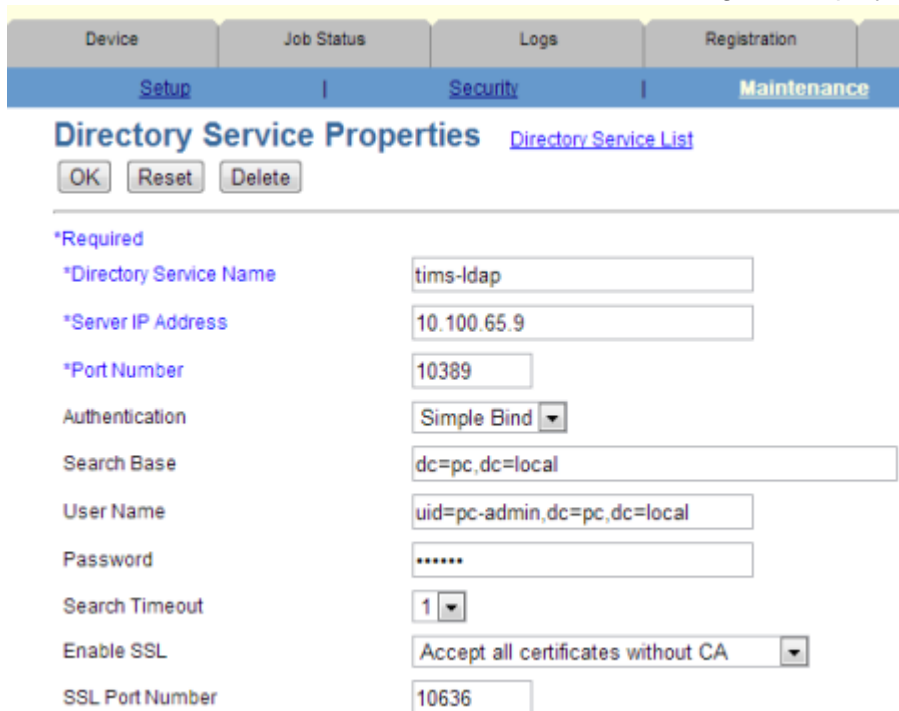 Device Job Status Logs Registration
Setup | Security | Maintenance
Directory Service Properties Directory Service List
OK Reset Delete
*Required
*Directory Service Name tims-ldap
*Server IP Address 10.100.65.9
*Port Number 10389
Authentication Simple Bind
Search Base dc=pc,dc=local
User Name uid=pc-admin,dc=pc,dc=local
Password ••••••
Search Timeout 1
Enable SSL Accept all certificates without CA
SSL Port Number 10636